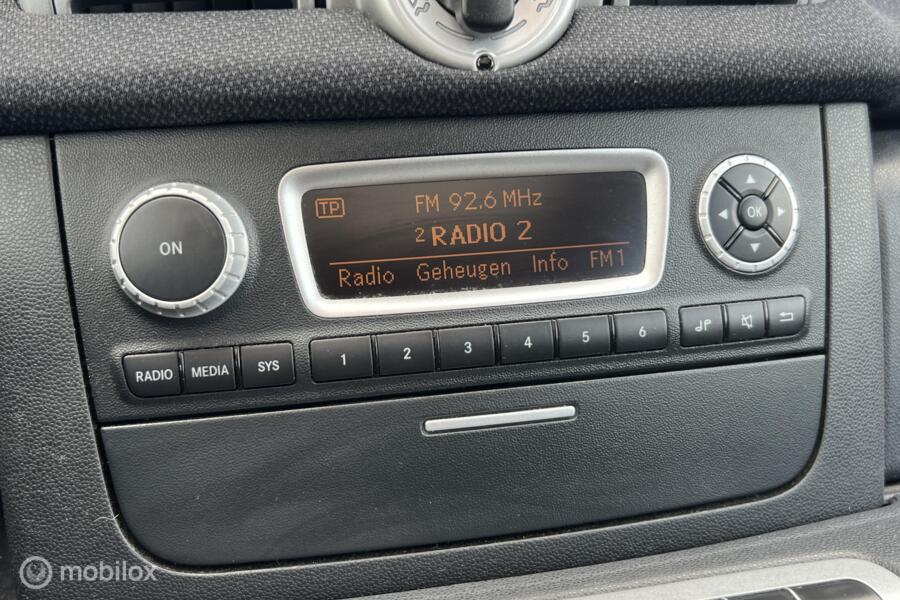 TP
FM 92.6 MHz
2 RADIO 2
Radio Geheugen Info FM1
ON
OK
RADIO MEDIA SYS
1 2 3 4 5 6
mobilox